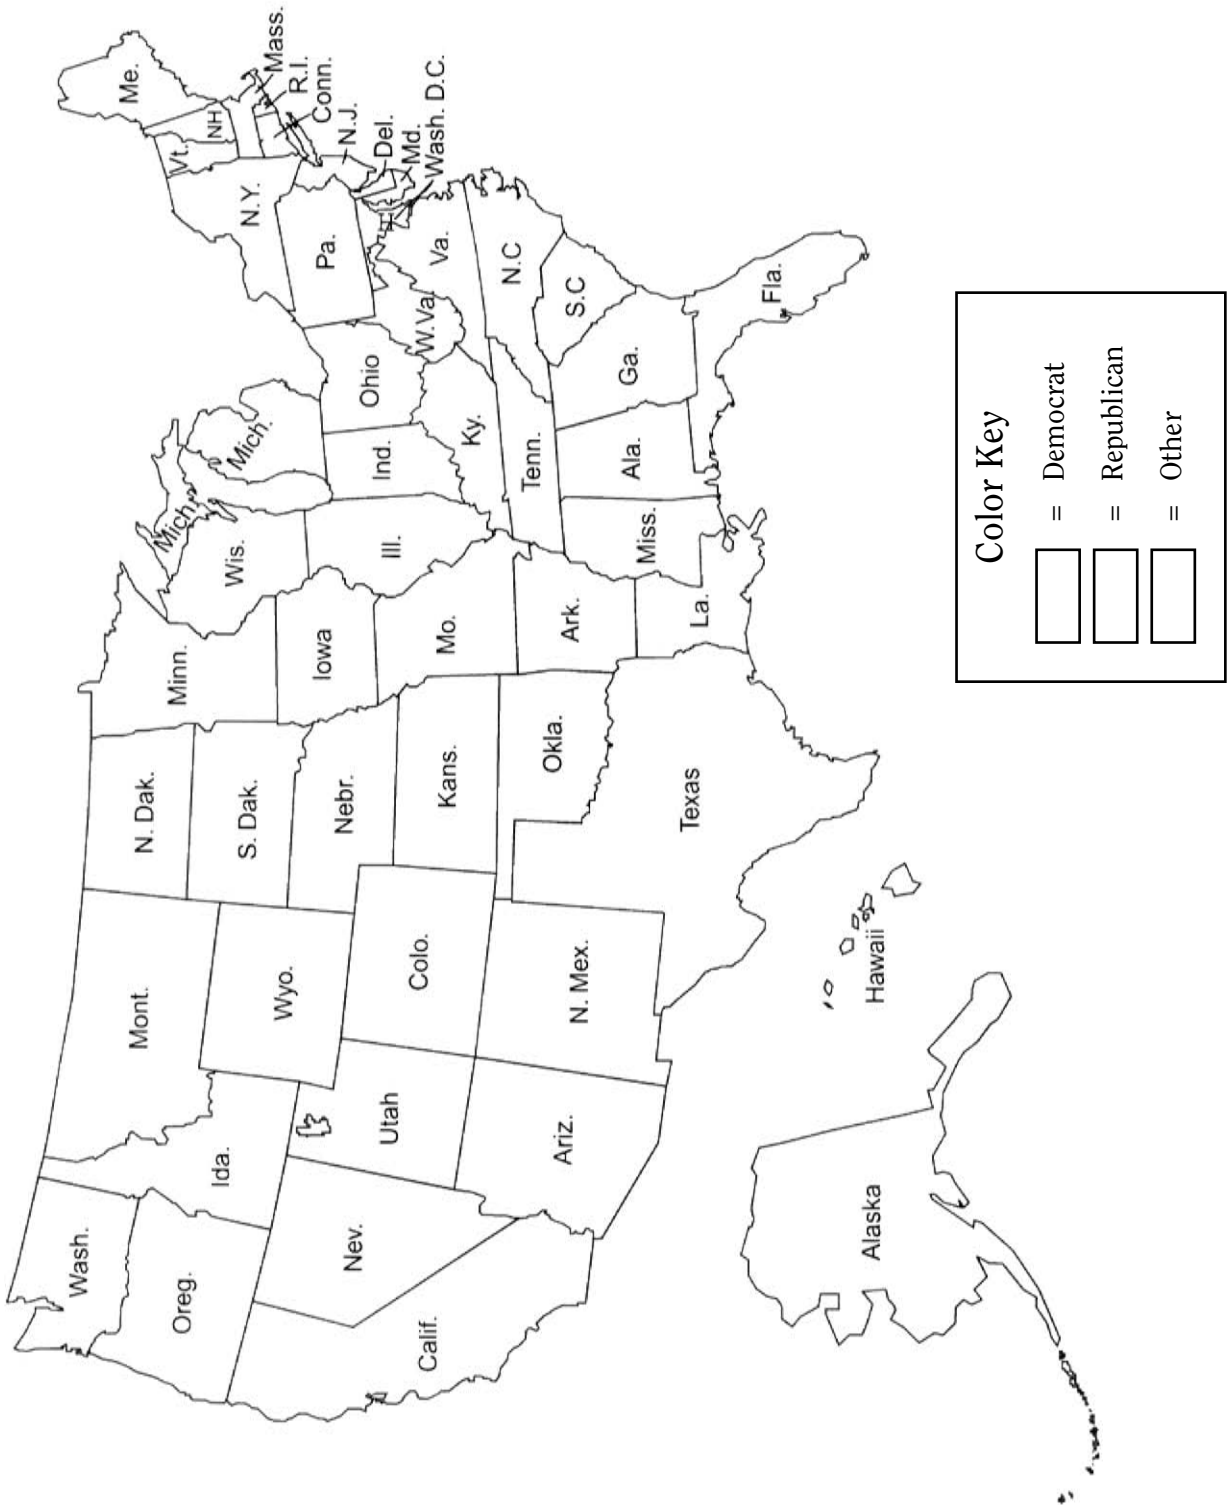 Wash.
Oreg.
Calif.
Nev.
Ida.
Mont.
Wyo.
Utah
Ariz.
Colo.
N. Mex.
N. Dak.
S. Dak.
Nebr.
Kans.
Okla.
Texas
Minn.
Iowa
Mo.
Ark.
La.
Wis.
Ill.
Mich.
Mich.
Ind.
Ohio
Ky.
Tenn.
Miss.
Ala.
Ga.
Fla.
S.C
N.C
Va.
W.Va.
Pa.
N.Y.
Vt.
NH
Me.
Mass.
R.I.
Conn.
N.J.
Del.
Md.
Wash. D.C.
Alaska
Hawaii
Color Key
= Democrat
= Republican
= Other